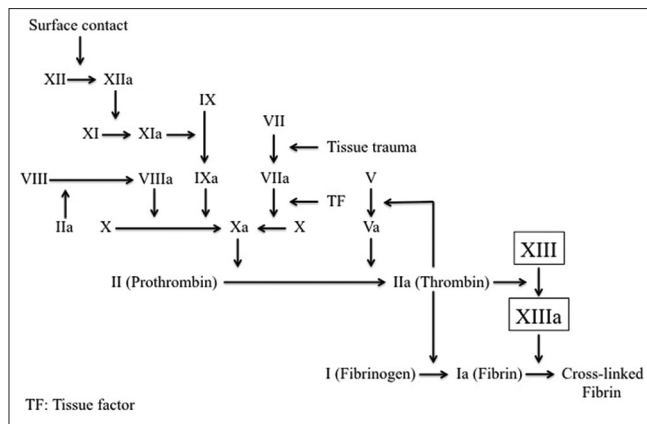 Surface contact
XII XIIa
IX
VII
XI XIa
Tissue trauma
VIII VIIIa IXa VIIa V
IIa X Xa X TF Va
XIII
II (Prothrombin) IIa (Thrombin)
XIIIa
I (Fibrinogen) Ia (Fibrin) Cross-linked
Fibrin
TF: Tissue factor